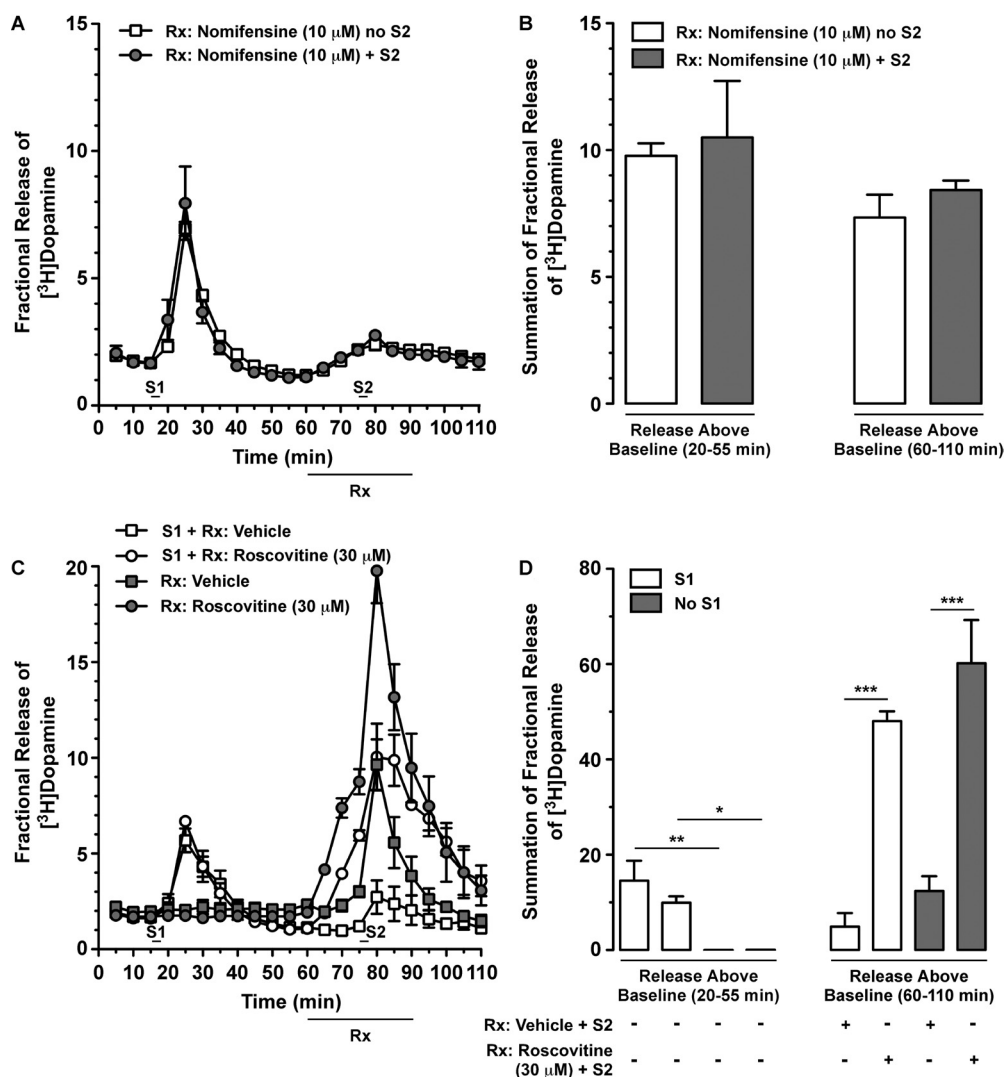 A
Rx: Nomifensine (10 μM) no S2
Rx: Nomifensine (10 μM) + S2
Fractional Release of
[³H]Dopamine
15
10
5
0
S1
S2
0 10 20 30 40 50 60 70 80 90 100 110
Time (min)
Rx
B
Rx: Nomifensine (10 μM) no S2
Rx: Nomifensine (10 μM) + S2
Summation of Fractional Release
of [³H]Dopamine
15
10
5
0
Release Above
Baseline (20-55 min)
Release Above
Baseline (60-110 min)
C
S1 + Rx: Vehicle
S1 + Rx: Roscovitine (30 μM)
Rx: Vehicle
Rx: Roscovitine (30 μM)
Fractional Release of
[³H]Dopamine
20
15
10
5
0
S1
S2
0 10 20 30 40 50 60 70 80 90 100 110
Time (min)
Rx
D
S1
No S1
Summation of Fractional Release
of [³H]Dopamine
80
60
40
20
0
**
*
***
***
Release Above
Baseline (20-55 min)
Release Above
Baseline (60-110 min)
Rx: Vehicle + S2 - - - - + - + -
Rx: Roscovitine
(30 μM) + S2 - - - - - + - +